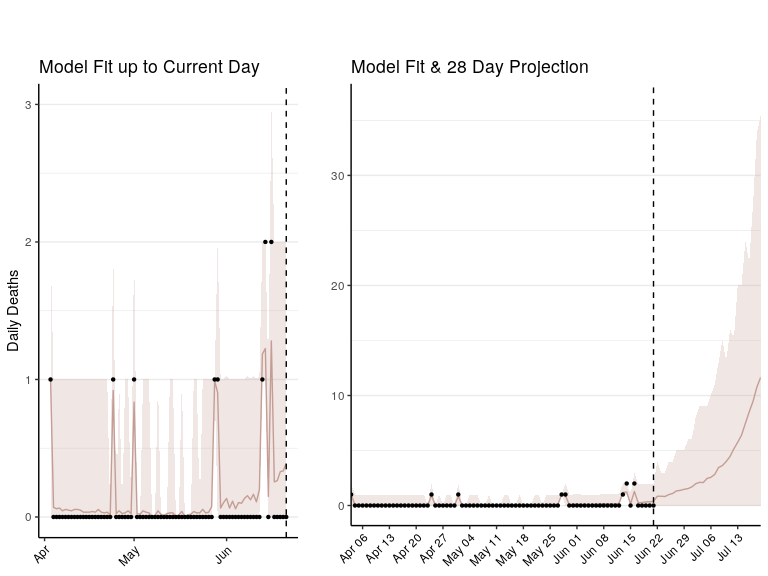 Model Fit up to Current Day
Model Fit & 28 Day Projection
Daily Deaths
3
2
1
0
Apr
May
Jun
30
20
10
0
Apr 06
Apr 13
Apr 20
Apr 27
May 04
May 11
May 18
May 25
Jun 01
Jun 08
Jun 15
Jun 22
Jun 29
Jul 06
Jul 13